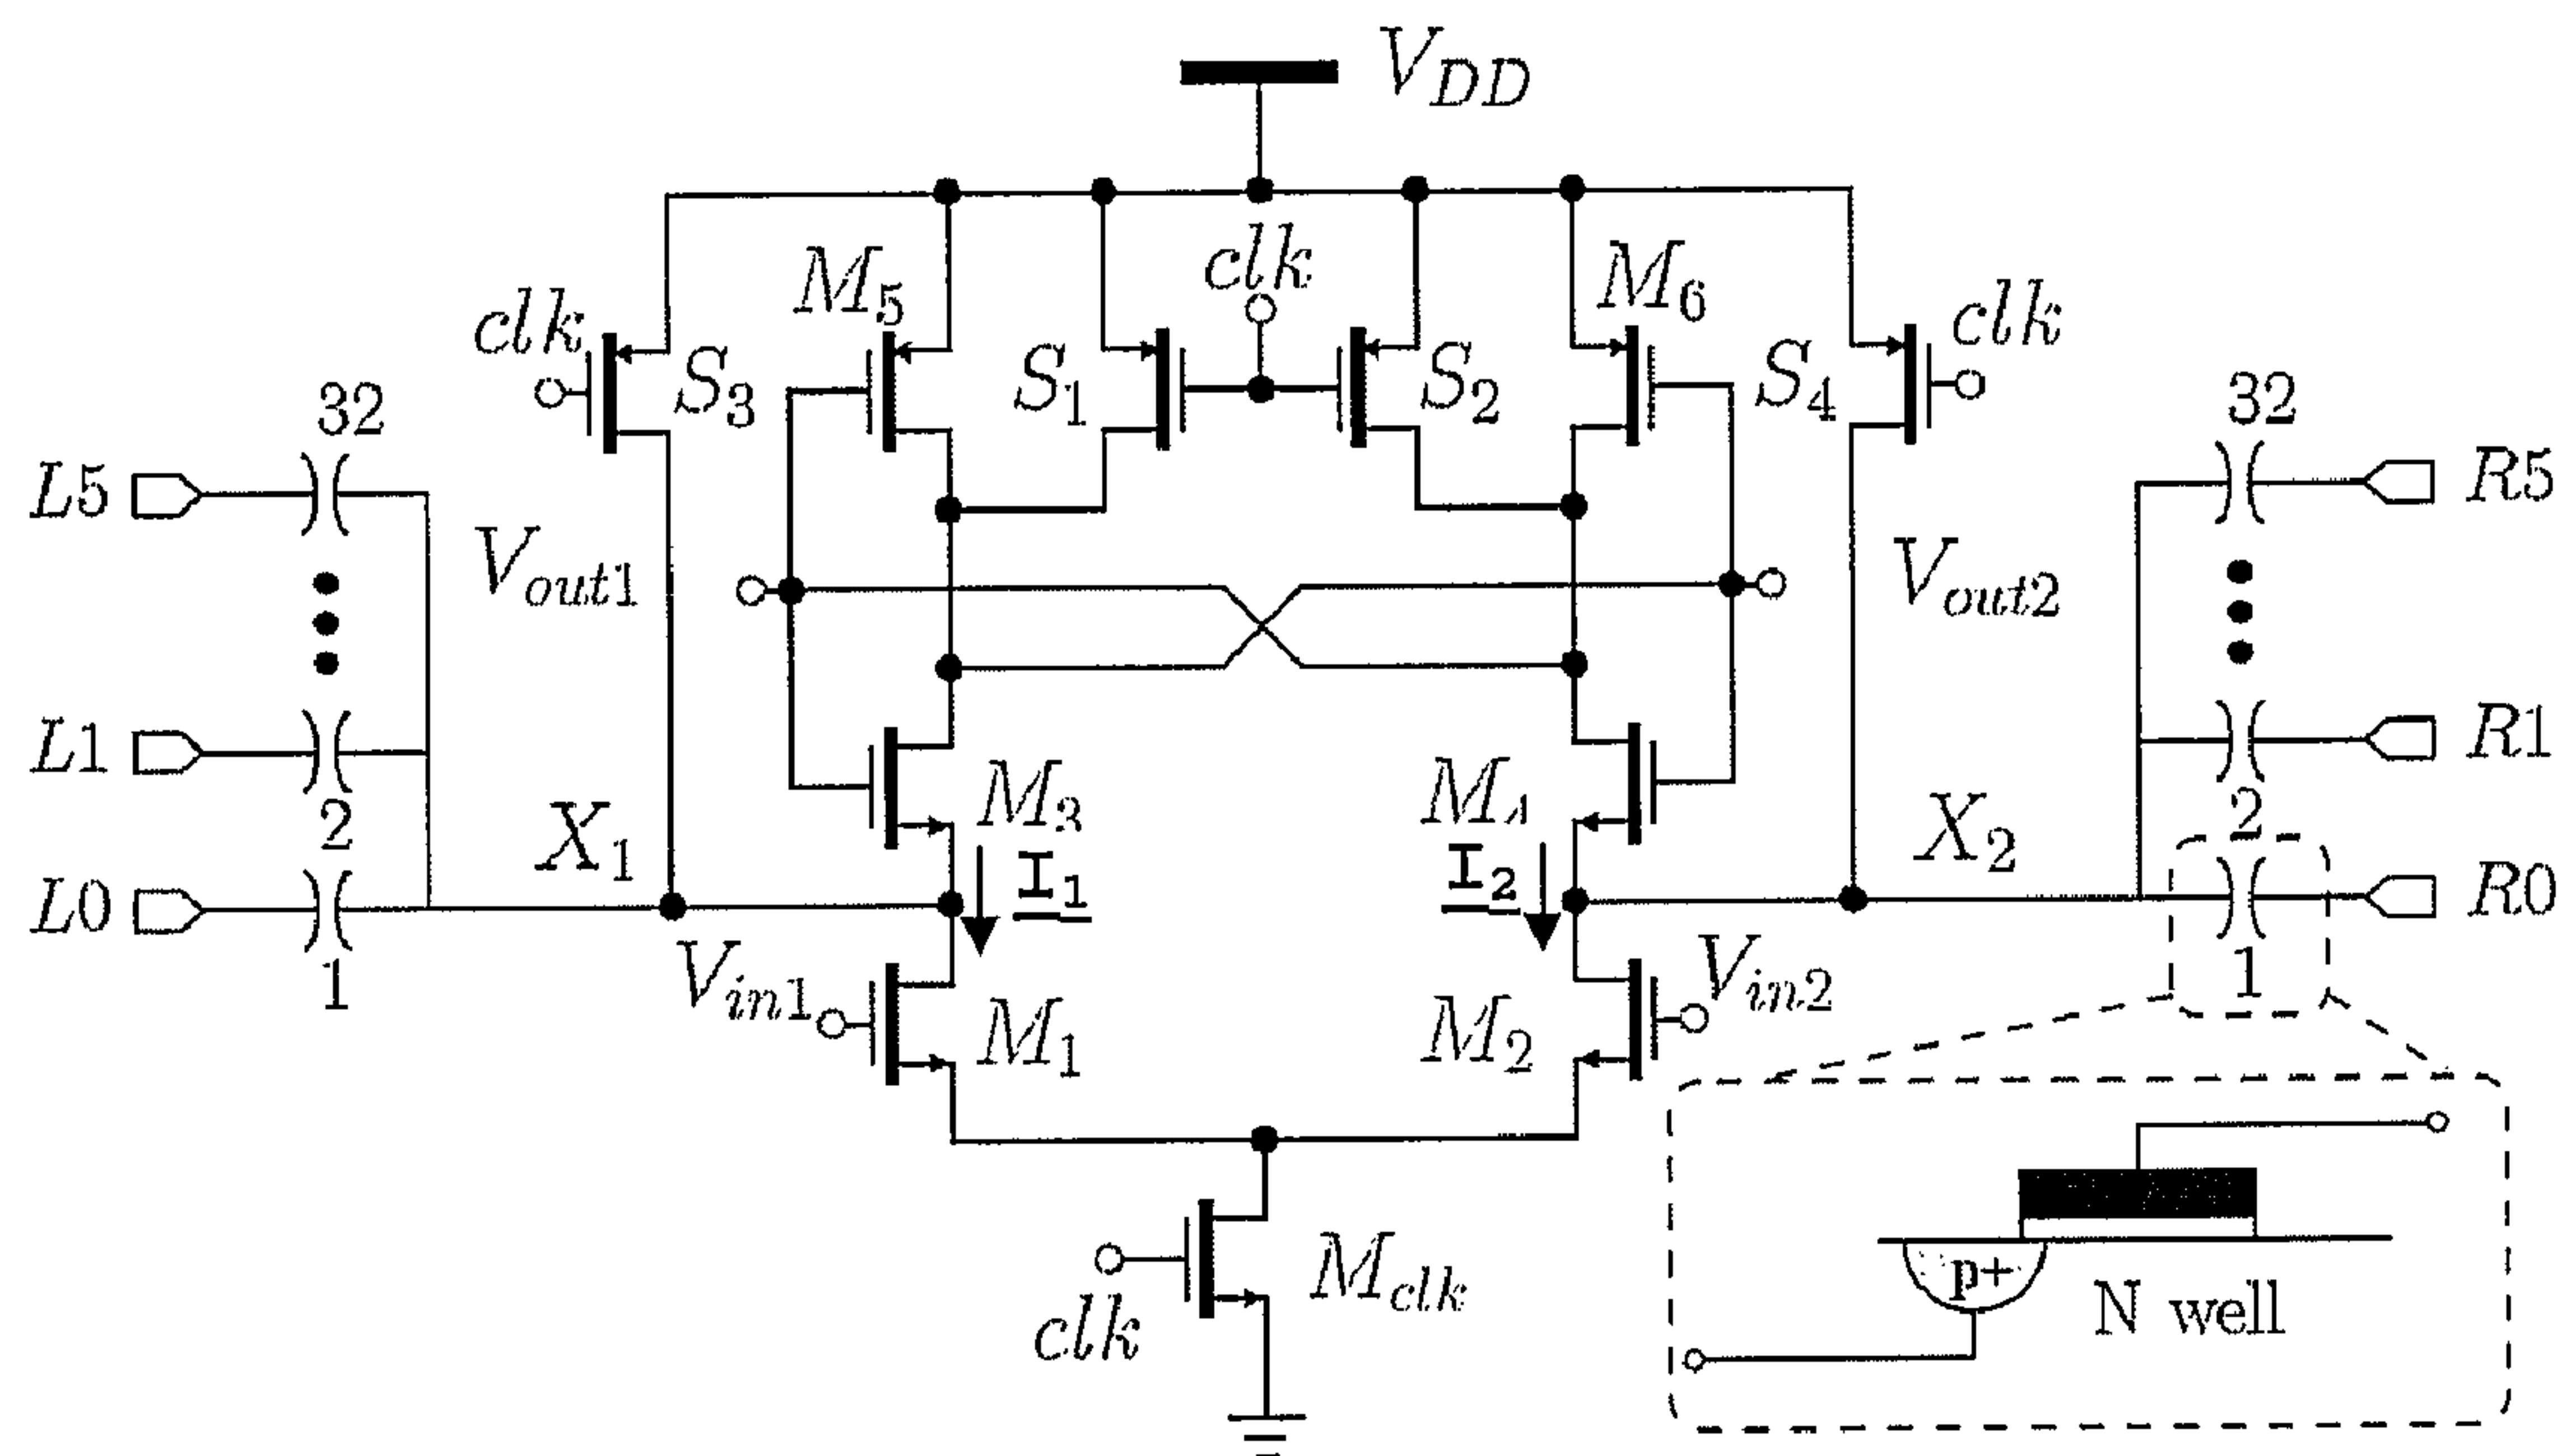 V_DD
clk
M_5
M_6
clk
clk
S_3
S_1
S_2
S_4
32
32
L5
R5
V_out1
V_out2
L1
R1
2
2
M_3
M_4
X_1
X_2
I_1
I_2
L0
R0
1
1
V_in1
V_in2
M_1
M_2
M_clk
clk
p+
N well